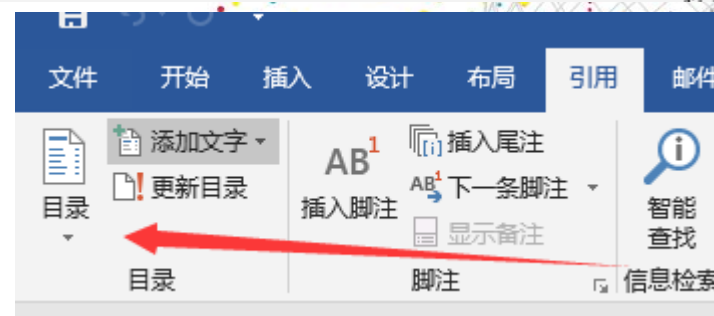 文件 开始 插入 设计 布局 引用 邮件
目录
添加文字
更新目录
目录
AB1
插入脚注
[i] 插入尾注
AB1 下一条脚注
显示备注
脚注
i
智能
查找
信息检索